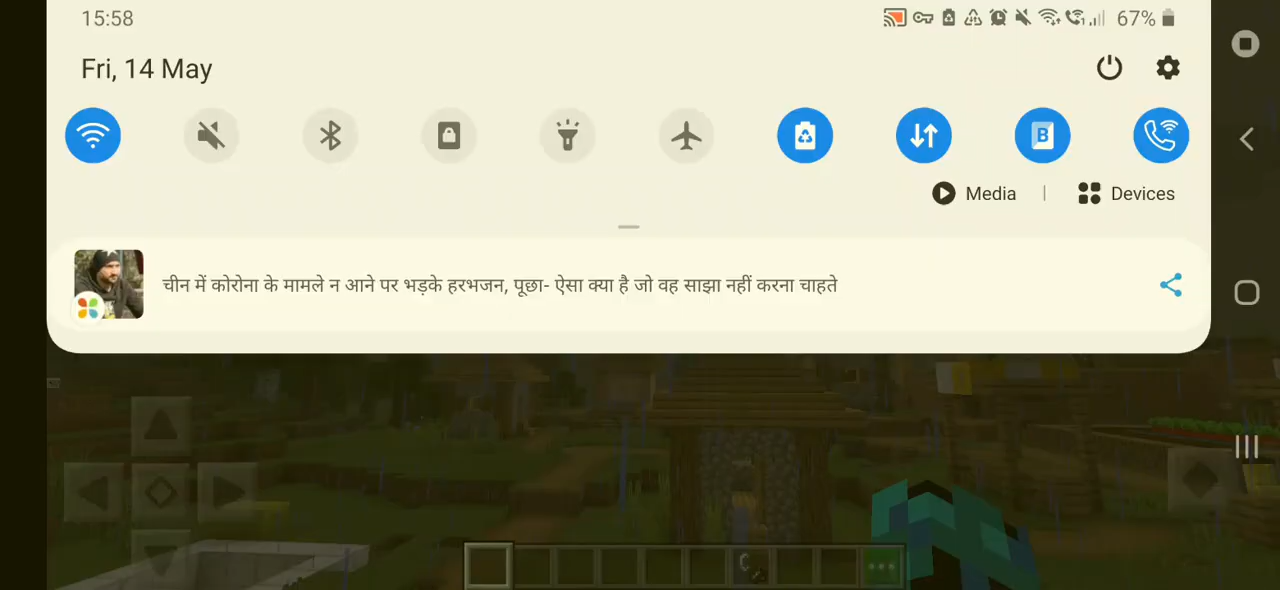 15:58
67%
Fri, 14 May
B
Media | Devices
चीन में कोरोना के मामले न आने पर भड़के हरभजन, पूछा- ऐसा क्या है जो वह साझा नहीं करना चाहते